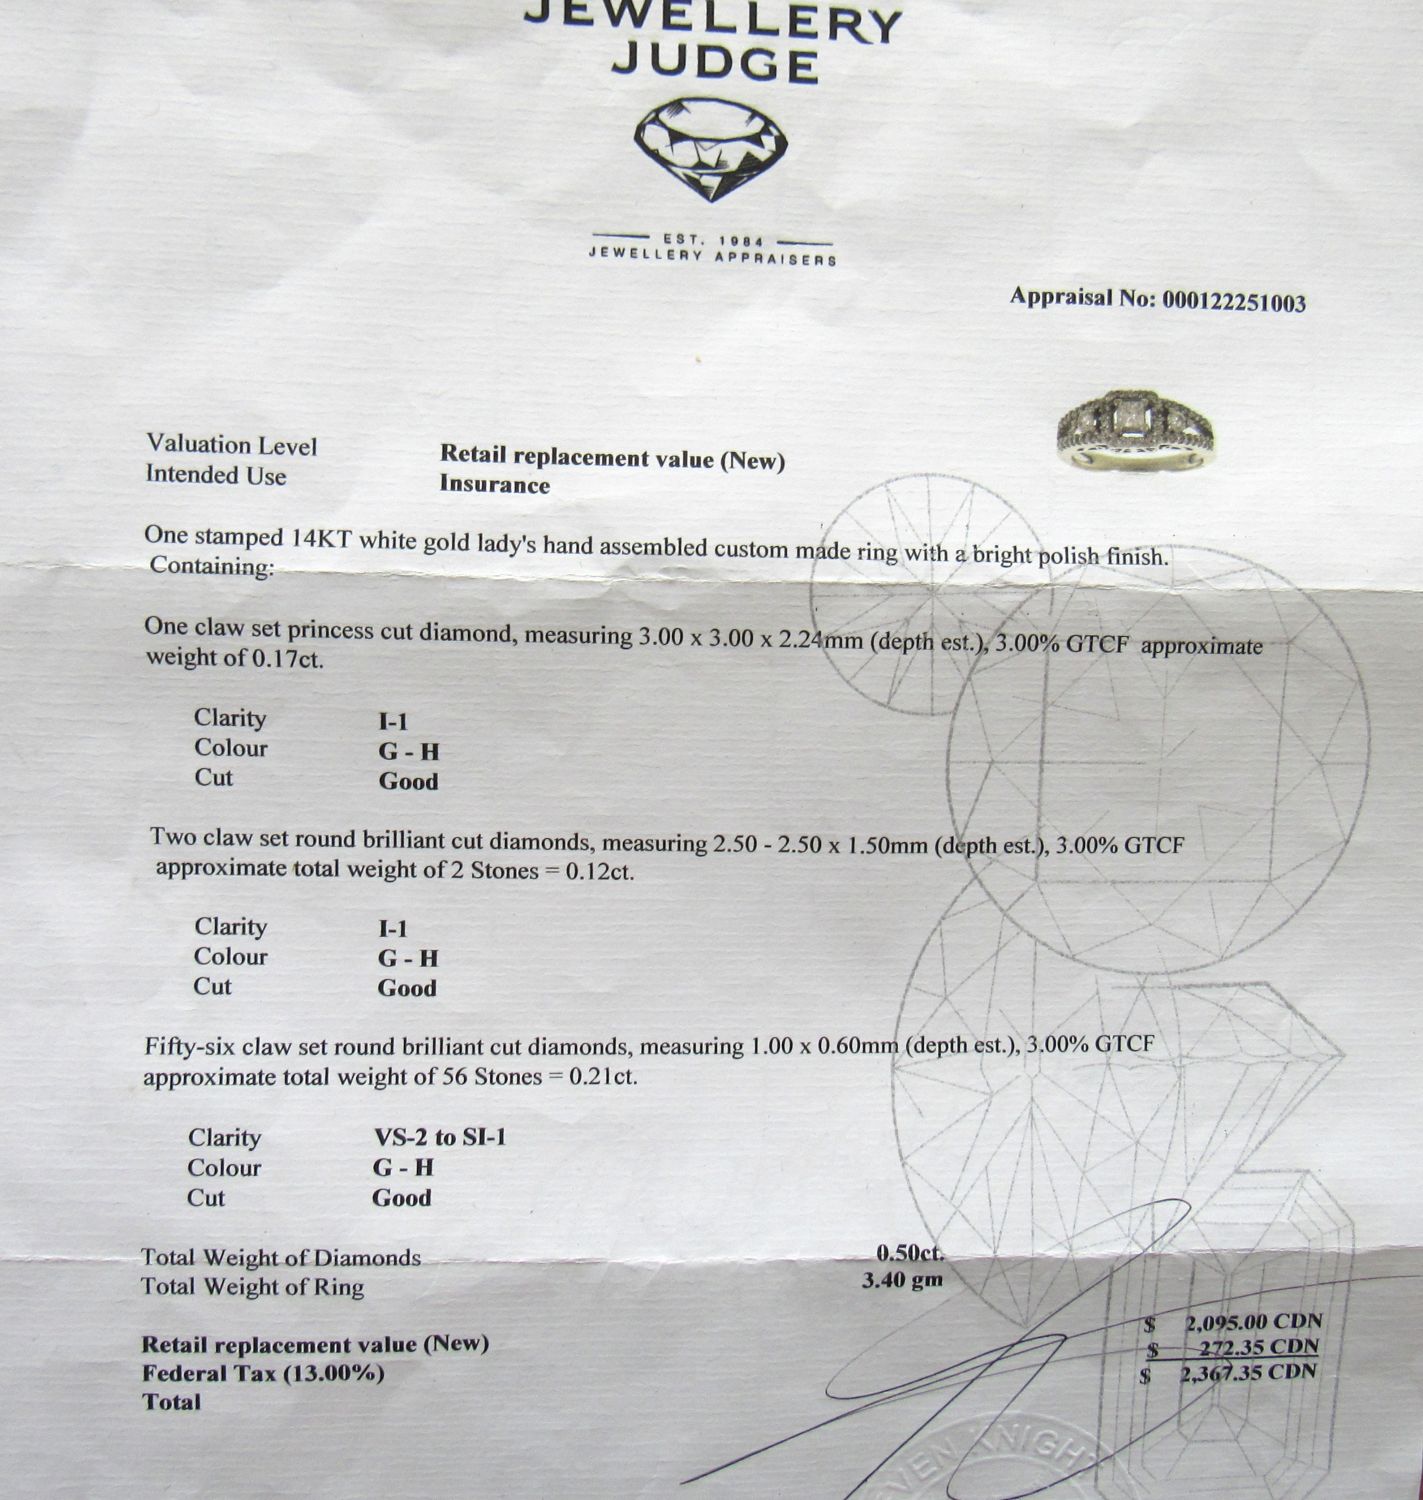 JEWELLERY
JUDGE
EST. 1984
JEWELLERY APPRAISERS
Appraisal No: 000122251003
Valuation Level Retail replacement value (New)
Intended Use Insurance
One stamped 14KT white gold lady's hand assembled custom made ring with a bright polish finish.
Containing:
One claw set princess cut diamond, measuring 3.00 x 3.00 x 2.24mm (depth est.), 3.00% GTCF approximate
weight of 0.17ct.
Clarity I-1
Colour G - H
Cut Good
Two claw set round brilliant cut diamonds, measuring 2.50 - 2.50 x 1.50mm (depth est.), 3.00% GTCF
approximate total weight of 2 Stones = 0.12ct.
Clarity I-1
Colour G - H
Cut Good
Fifty-six claw set round brilliant cut diamonds, measuring 1.00 x 0.60mm (depth est.), 3.00% GTCF
approximate total weight of 56 Stones = 0.21ct.
Clarity VS-2 to SI-1
Colour G - H
Cut Good
Total Weight of Diamonds 0.50ct.
Total Weight of Ring 3.40 gm
Retail replacement value (New) $ 2,095.00 CDN
Federal Tax (13.00%) $ 272.35 CDN
Total $ 2,367.35 CDN
VEN KNIGHT